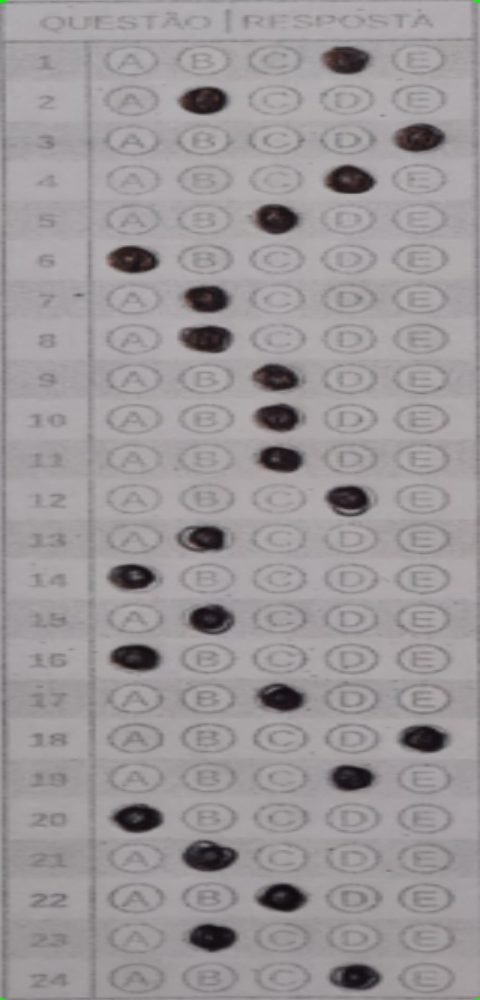 QUESTÃO | RESPOSTA
1 A B C E
2 A C D E
3 A B C D
4 A B C E
5 A B D E
6 B C D E
7 A C D E
8 A C D E
9 A B D E
10 A B D E
11 A B D E
12 A B C E
13 A C D E
14 B C D E
15 A C D E
16 B C D E
17 A B D E
18 A B C D
19 A B C E
20 B C D E
21 A C D E
22 A B D E
23 A C D E
24 A B C E